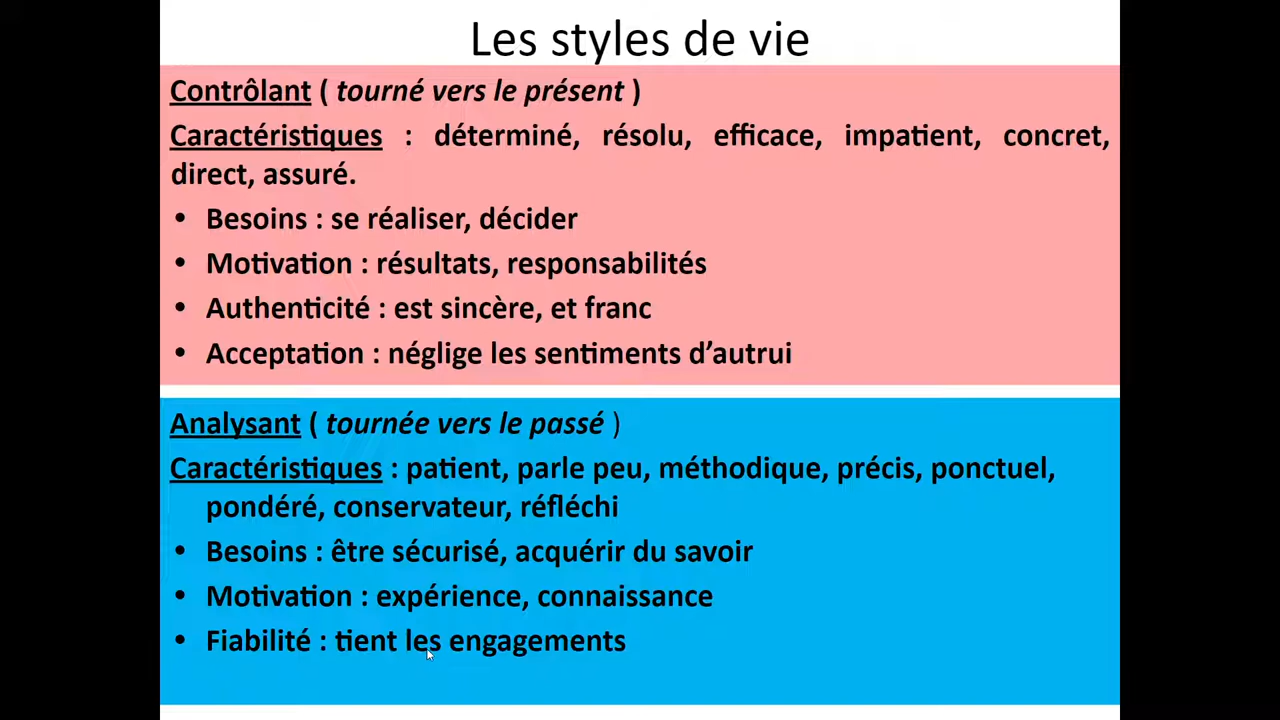 Les styles de vie
Contrôlant ( tourné vers le présent )
Caractéristiques : déterminé, résolu, efficace, impatient, concret,
direct, assuré.
• Besoins : se réaliser, décider
• Motivation : résultats, responsabilités
• Authenticité : est sincère, et franc
• Acceptation : néglige les sentiments d’autrui
Analysant ( tournée vers le passé )
Caractéristiques : patient, parle peu, méthodique, précis, ponctuel,
pondéré, conservateur, réfléchi
• Besoins : être sécurisé, acquérir du savoir
• Motivation : expérience, connaissance
• Fiabilité : tient les engagements